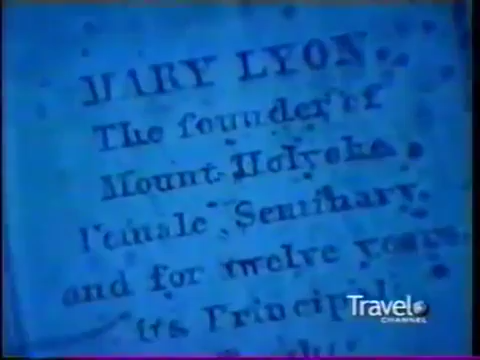 MARY LYON.
The founder of
Mount Holyoke
Female Seminary,
and for twelve years,
its Principal
Travel
CHANNEL